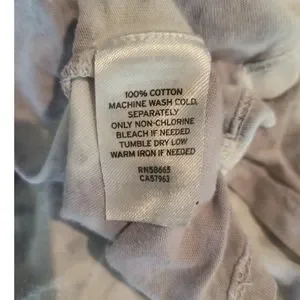 100% COTTON
MACHINE WASH COLD,
SEPARATELY
ONLY NON-CHLORINE
BLEACH IF NEEDED
TUMBLE DRY LOW
WARM IRON IF NEEDED
RN58665
CA57963